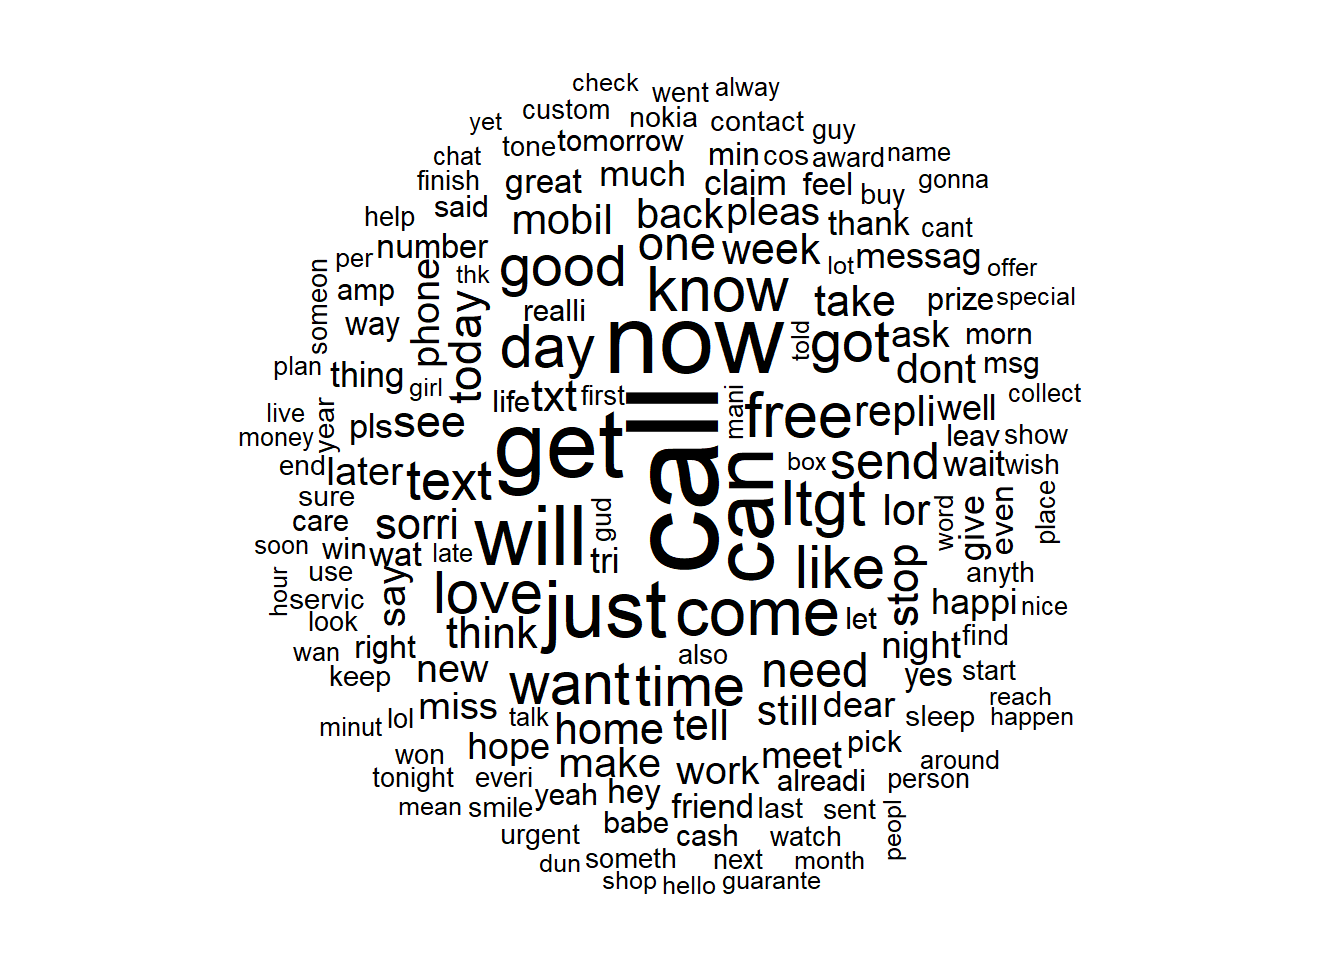 check went alway
yet custom nokia contact guy
chat tone tomorrow min cos award name
finish great much claim feel buy gonna
help said mobil back pleas thank cant
per number good one week lot messag offer
someon amp phone thk today know take prize special
way realli day now told got ask morn
plan thing girl life txt first dont msg
live year pls see get call mani free repli well collect
money leav show
end later text can box send wait wish
sure sorri will gud ltgt lor word give even place
care win wat late tri like stop
soon use say love just come let happi anyth
hour servic think nice
look right also night find
wan keep new want time need yes start
minut lol miss talk home tell still dear sleep reach
happen
won hope make work meet pick around
tonight everi yeah hey friend alreadi person
mean smile babe cash last sent peopl
urgent someth next watch
dun month
shop hello guarante